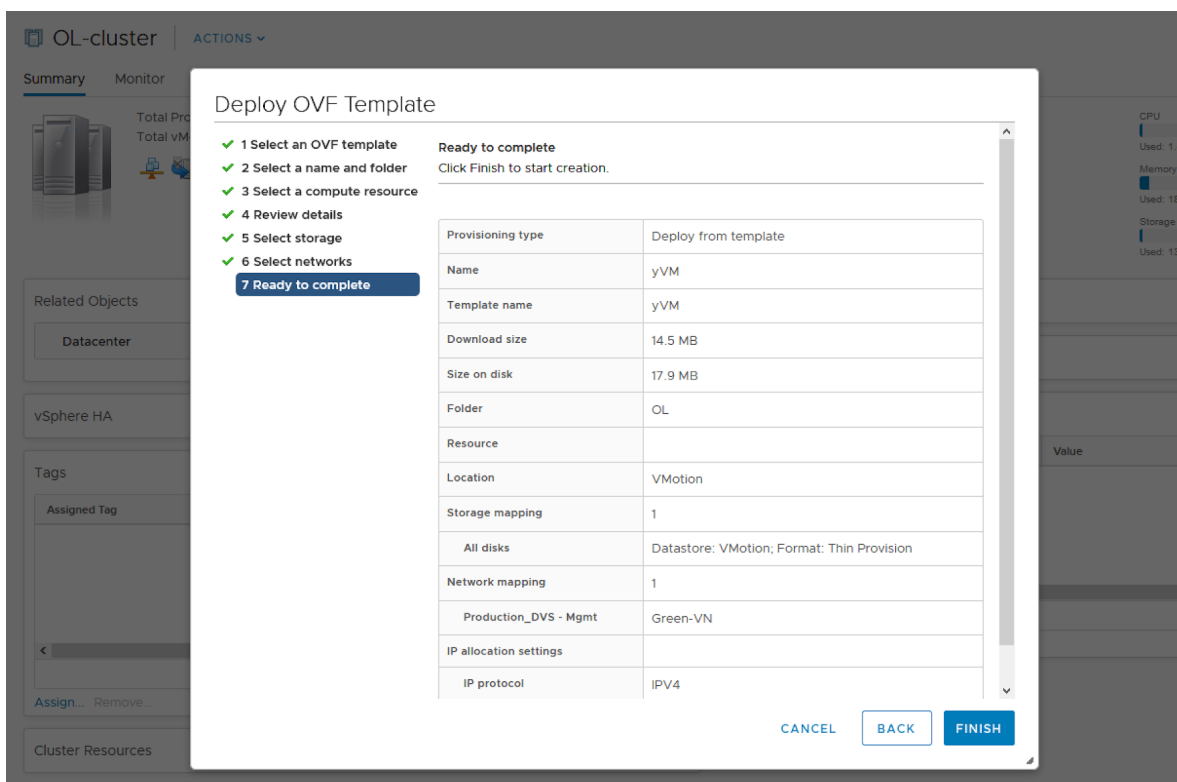 OL-cluster ACTIONS
Summary Monitor
Total Pro
Total vM
CPU
Used: 1.
Memory
Used: 18
Storage
Used: 13
Related Objects
Datacenter
vSphere HA
Tags
Assigned Tag
Value
Assign... Remove...
Cluster Resources
Deploy OVF Template
1 Select an OVF template
2 Select a name and folder
3 Select a compute resource
4 Review details
5 Select storage
6 Select networks
7 Ready to complete
Ready to complete
Click Finish to start creation.
Provisioning type Deploy from template
Name yVM
Template name yVM
Download size 14.5 MB
Size on disk 17.9 MB
Folder OL
Resource
Location VMotion
Storage mapping 1
All disks Datastore: VMotion; Format: Thin Provision
Network mapping 1
Production_DVS - Mgmt Green-VN
IP allocation settings
IP protocol IPV4
CANCEL BACK FINISH